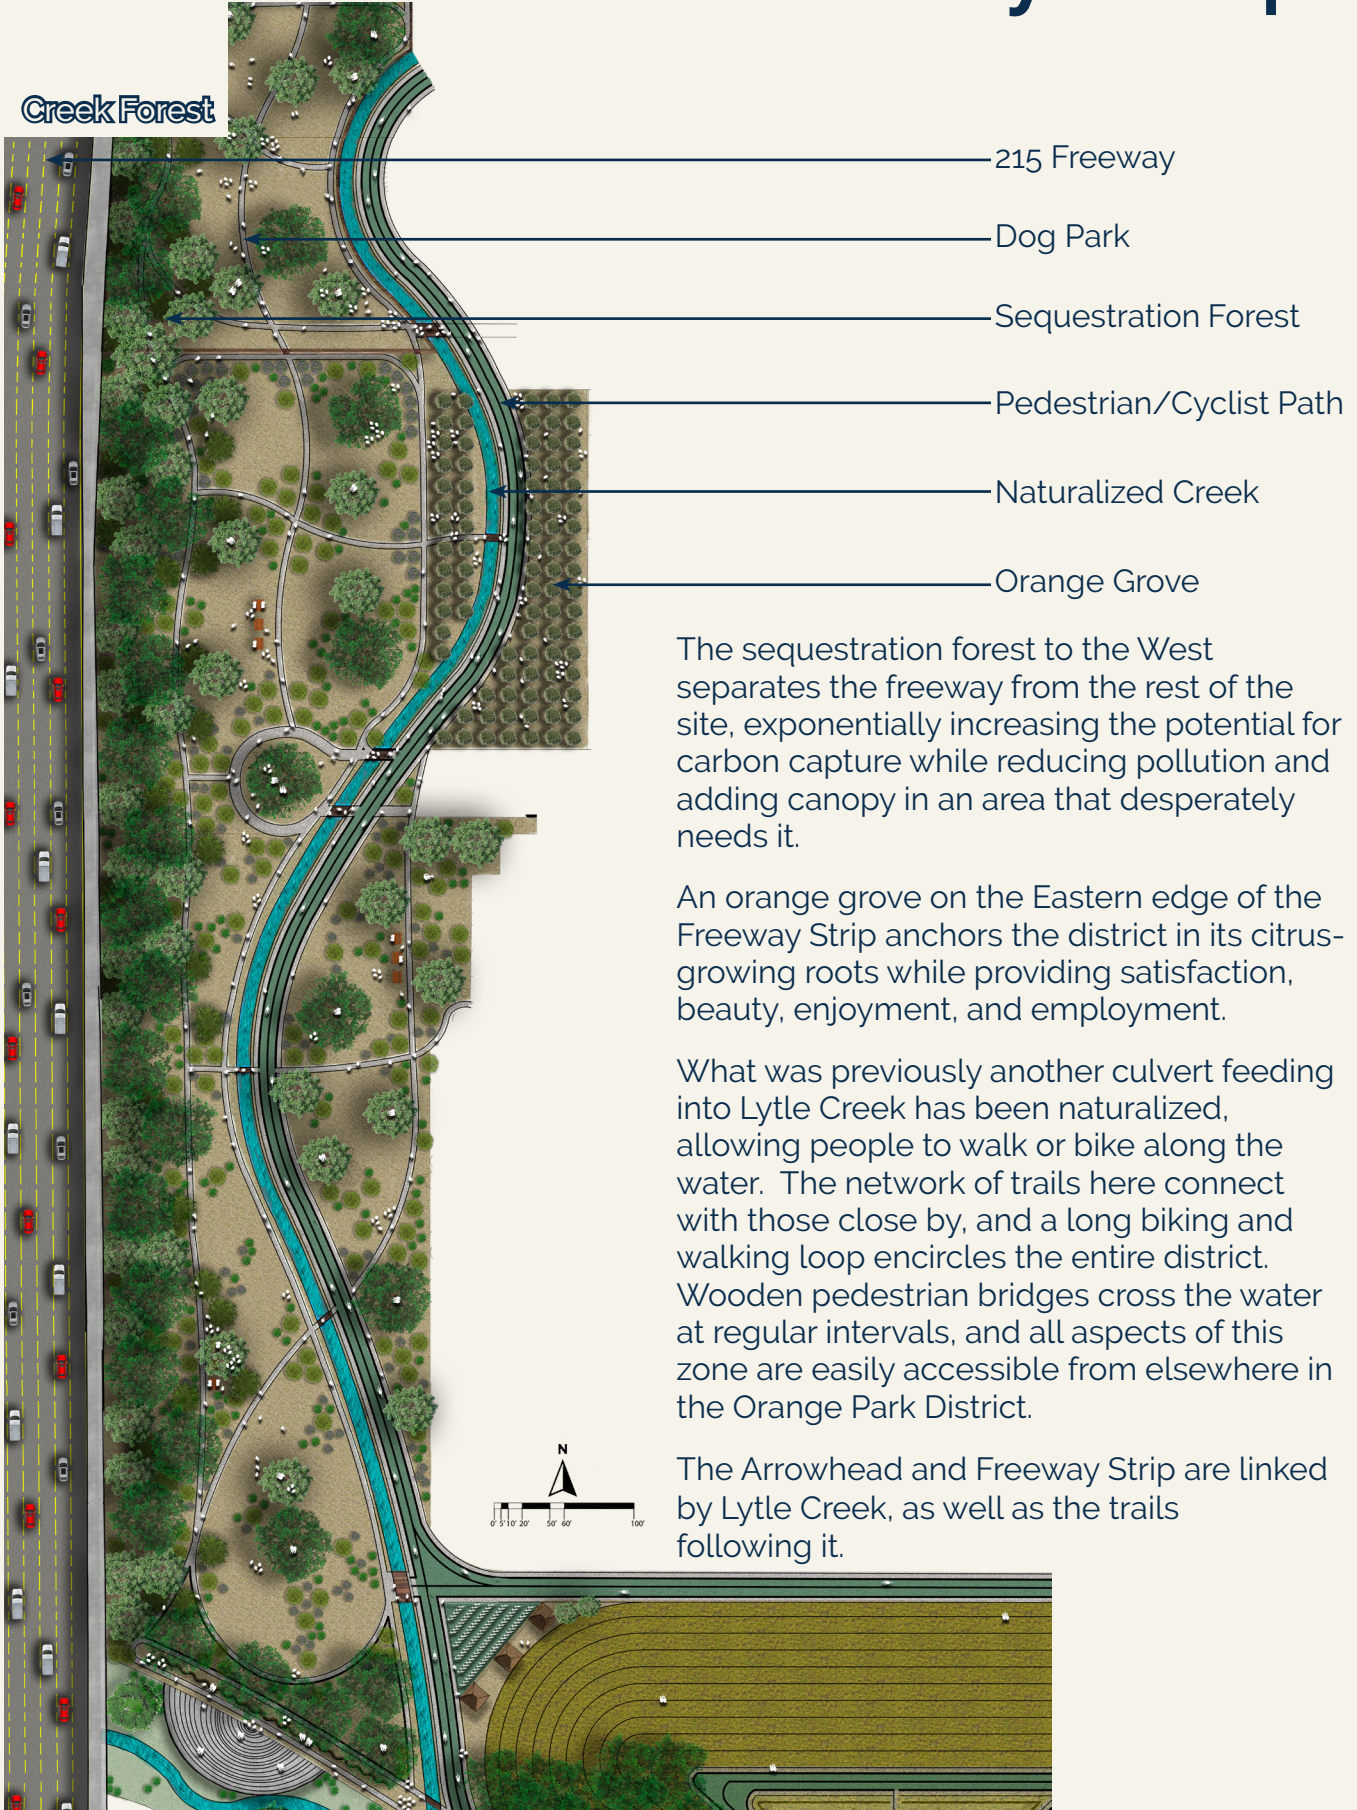 Creek Forest
215 Freeway
Dog Park
Sequestration Forest
Pedestrian/Cyclist Path
Naturalized Creek
Orange Grove
The sequestration forest to the West
separates the freeway from the rest of the
site, exponentially increasing the potential for
carbon capture while reducing pollution and
adding canopy in an area that desperately
needs it.
An orange grove on the Eastern edge of the
Freeway Strip anchors the district in its citrus-
growing roots while providing satisfaction,
beauty, enjoyment, and employment.
What was previously another culvert feeding
into Lytle Creek has been naturalized,
allowing people to walk or bike along the
water.  The network of trails here connect
with those close by, and a long biking and
walking loop encircles the entire district.
Wooden pedestrian bridges cross the water
at regular intervals, and all aspects of this
zone are easily accessible from elsewhere in
the Orange Park District.
The Arrowhead and Freeway Strip are linked
by Lytle Creek, as well as the trails
following it.
N
0' 5' 10' 20' 50' 60' 100'